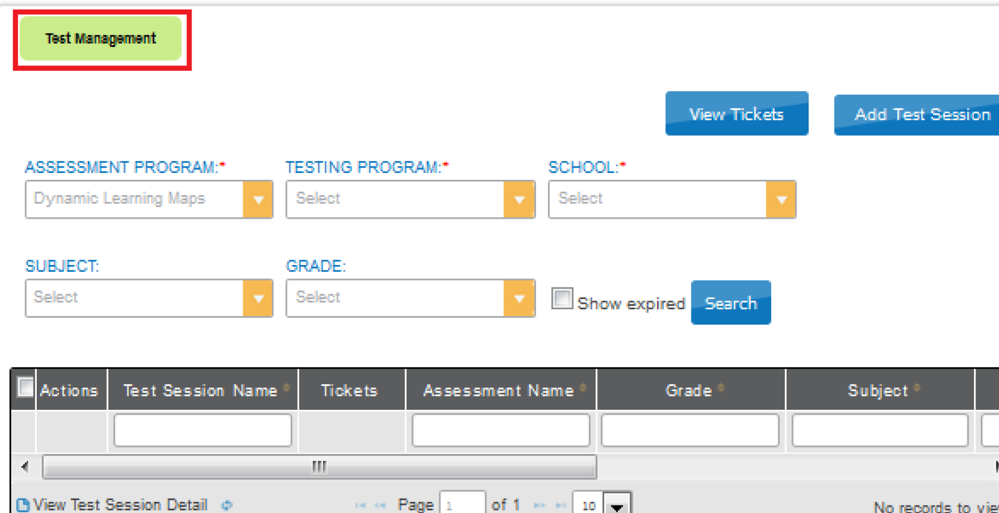 Test Management
View Tickets Add Test Session
ASSESSMENT PROGRAM:* TESTING PROGRAM:* SCHOOL:*
Dynamic Learning Maps Select Select
SUBJECT: GRADE:
Select Select Show expired Search
Actions Test Session Name Tickets Assessment Name Grade Subject
View Test Session Detail Page 1 of 1 10 No records to